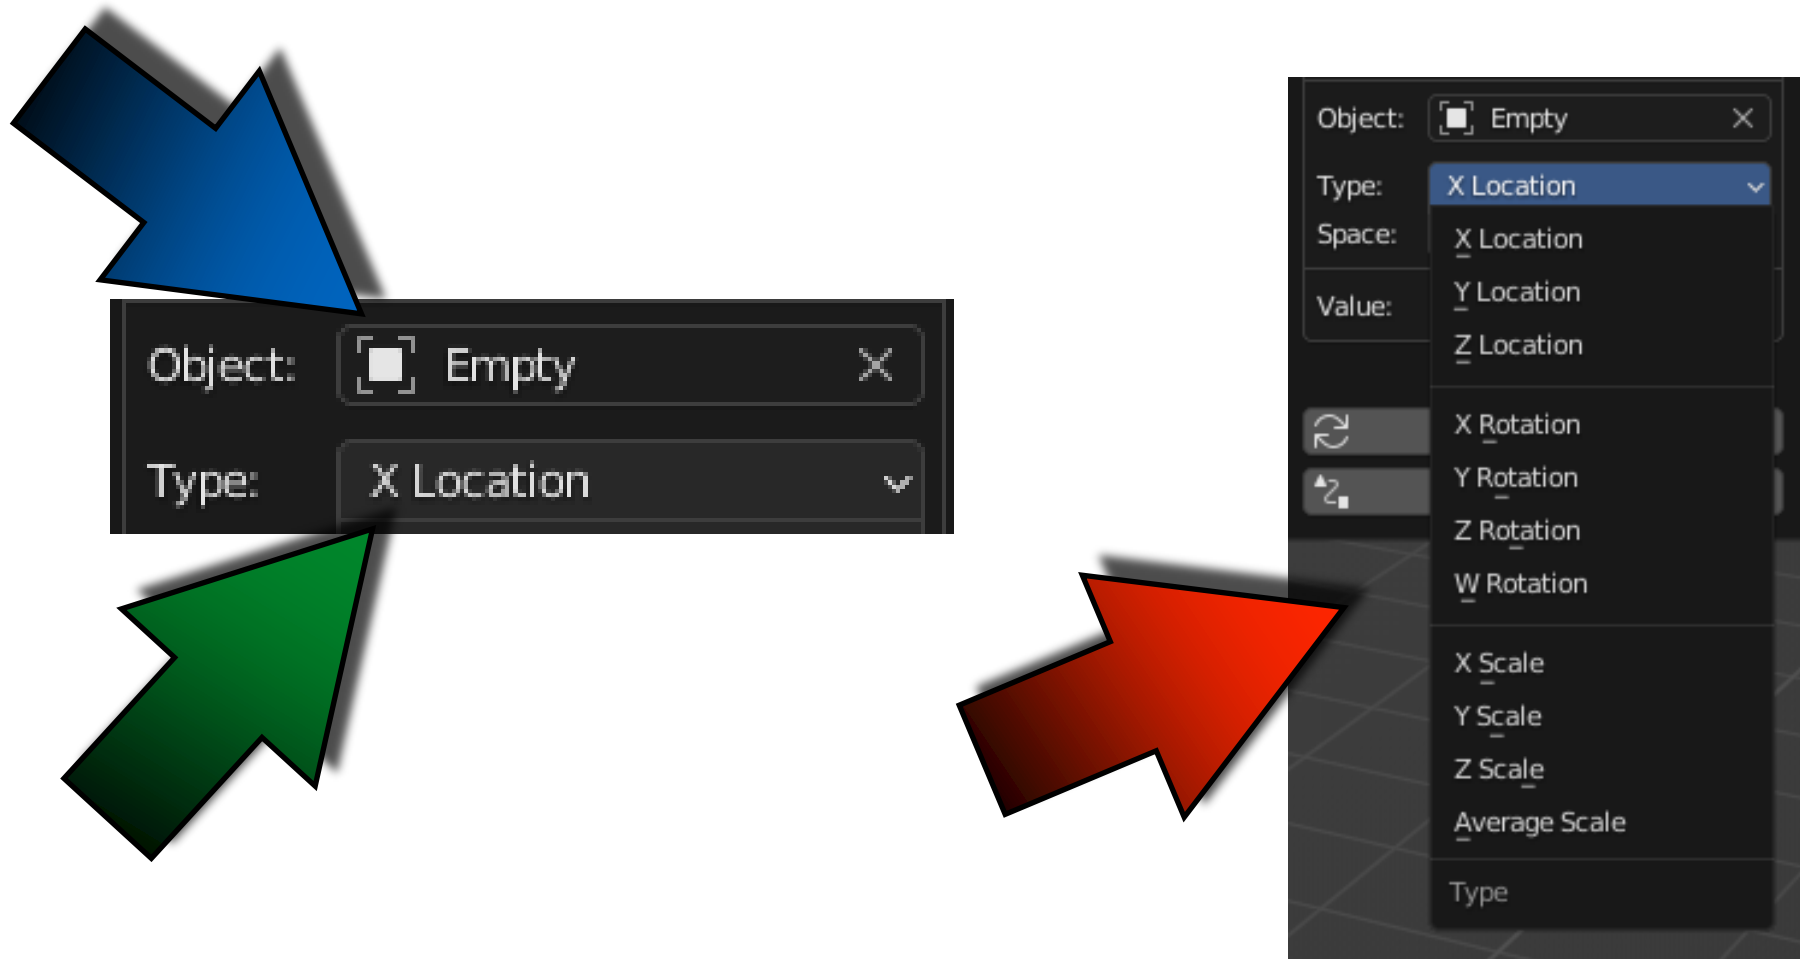 Object: Empty
Type: X Location
Object: Empty
Type: X Location
Space:
Value:
X Location
Y Location
Z Location
X Rotation
Y Rotation
Z Rotation
W Rotation
X Scale
Y Scale
Z Scale
Average Scale
Type